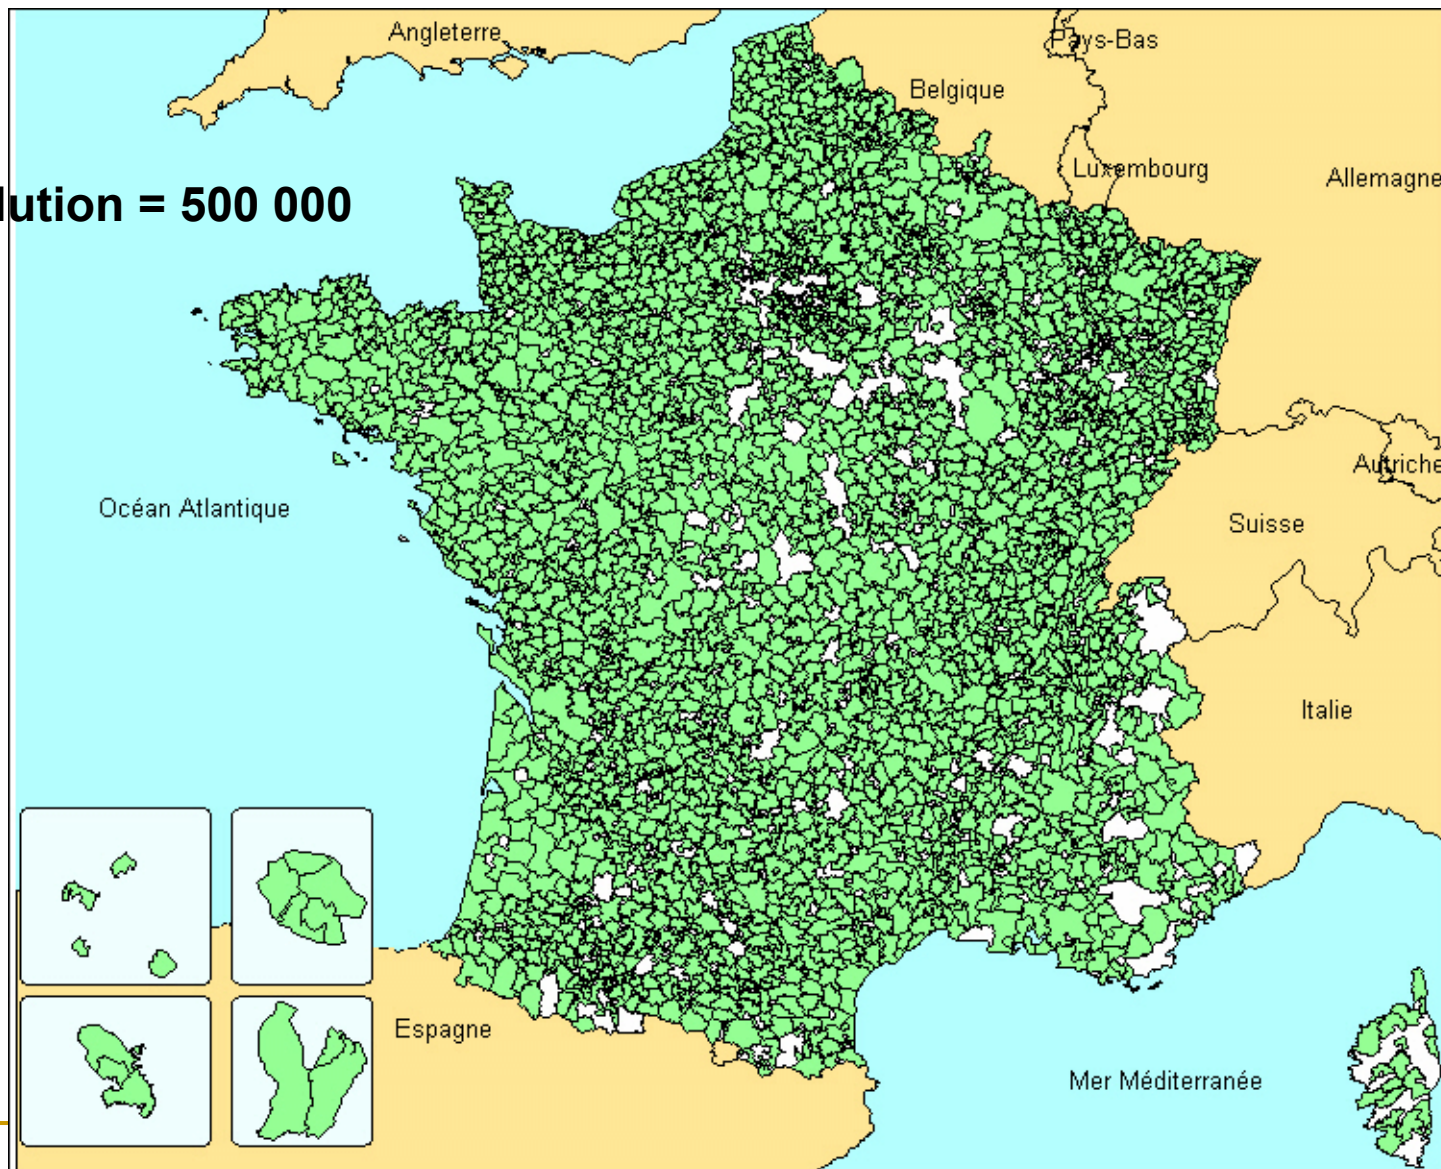 Angleterre
Pays-Bas
Belgique
Luxembourg
Allemagne
lution = 500 000
Autriche
Océan Atlantique
Suisse
Italie
Espagne
Mer Méditerranée